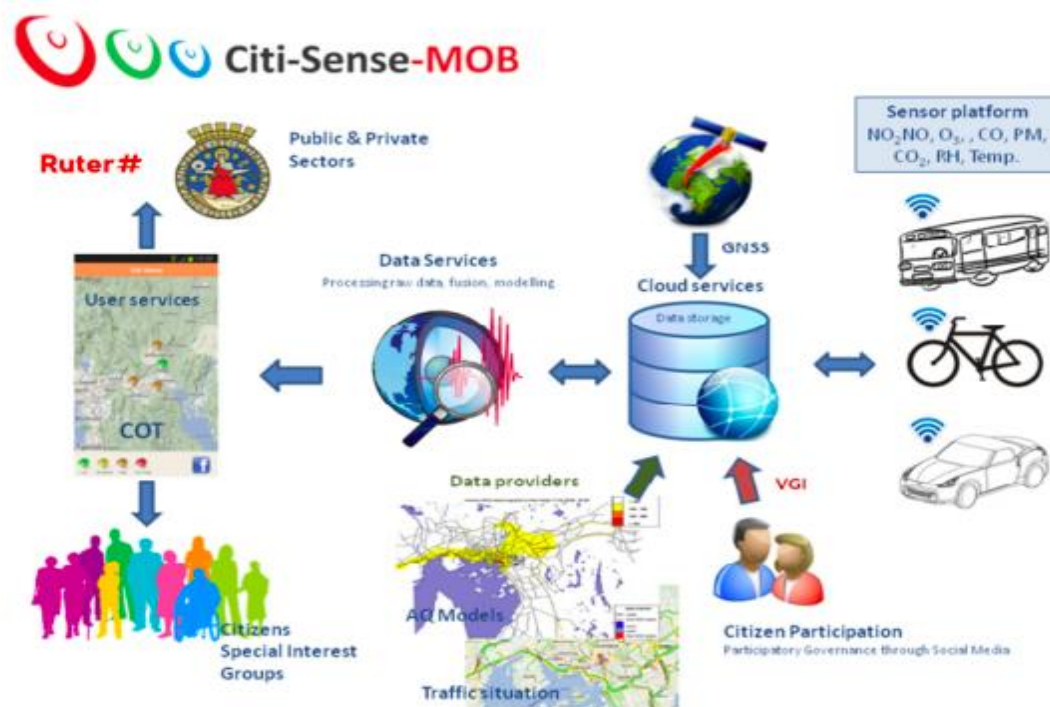 Citi-Sense-MOB
Ruter#
Public & Private
Sectors
Sensor platform
NO₂NO, O₃, , CO, PM,
CO₂, RH, Temp.
GNSS
Data Services
Processing raw data, fusion, modelling
Cloud services
Data storage
User services
COT
Data providers
VGI
AQ Models
Traffic situation
Citizens
Special Interest
Groups
Citizen Participation
Participatory Governance through Social Media